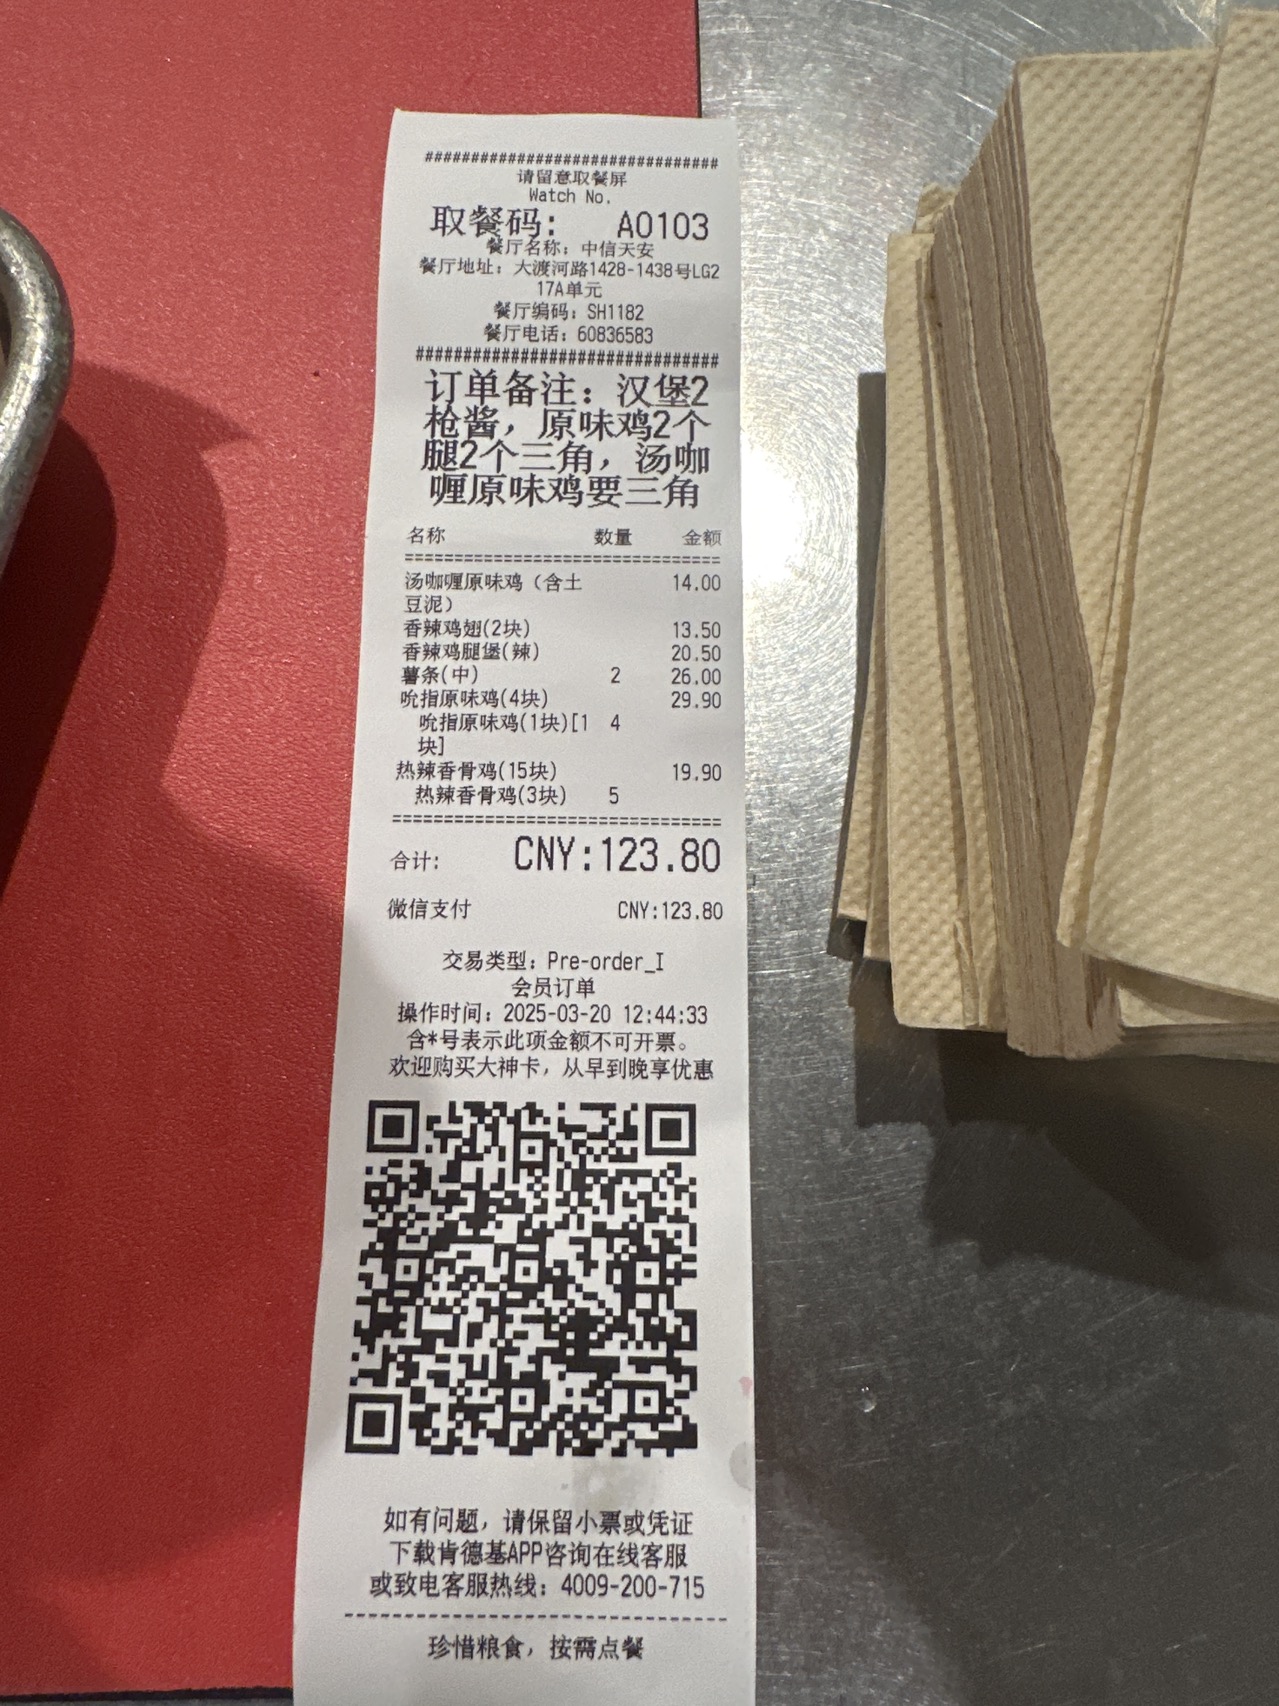 ################################
请留意取餐屏
Watch No.
取餐码： A0103
餐厅名称：中信天安
餐厅地址：大渡河路1428-1438号LG2
17A单元
餐厅编码：SH1182
餐厅电话：60836583
################################
订单备注：汉堡2
枪酱，原味鸡2个
腿2个三角，汤咖
喱原味鸡要三角
名称 数量 金额
================================
汤咖喱原味鸡（含土 14.00
豆泥）
香辣鸡翅(2块) 13.50
香辣鸡腿堡(辣) 20.50
薯条(中) 2 26.00
吮指原味鸡(4块) 29.90
吮指原味鸡(1块)[1 4
块]
热辣香骨鸡(15块) 19.90
热辣香骨鸡(3块) 5
================================
合计: CNY:123.80
微信支付 CNY:123.80
交易类型：Pre-order_I
会员订单
操作时间：2025-03-20 12:44:33
含*号表示此项金额不可开票。
欢迎购买大神卡，从早到晚享优惠
如有问题，请保留小票或凭证
下载肯德基APP咨询在线客服
或致电客服热线：4009-200-715
--------------------------------
珍惜粮食，按需点餐